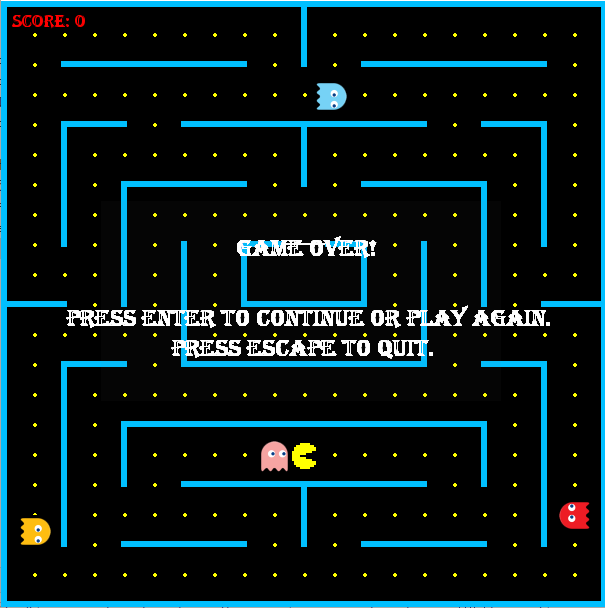 SCORE: 0
GAME OVER!
PRESS ENTER TO CONTINUE OR PLAY AGAIN.
PRESS ESCAPE TO QUIT.